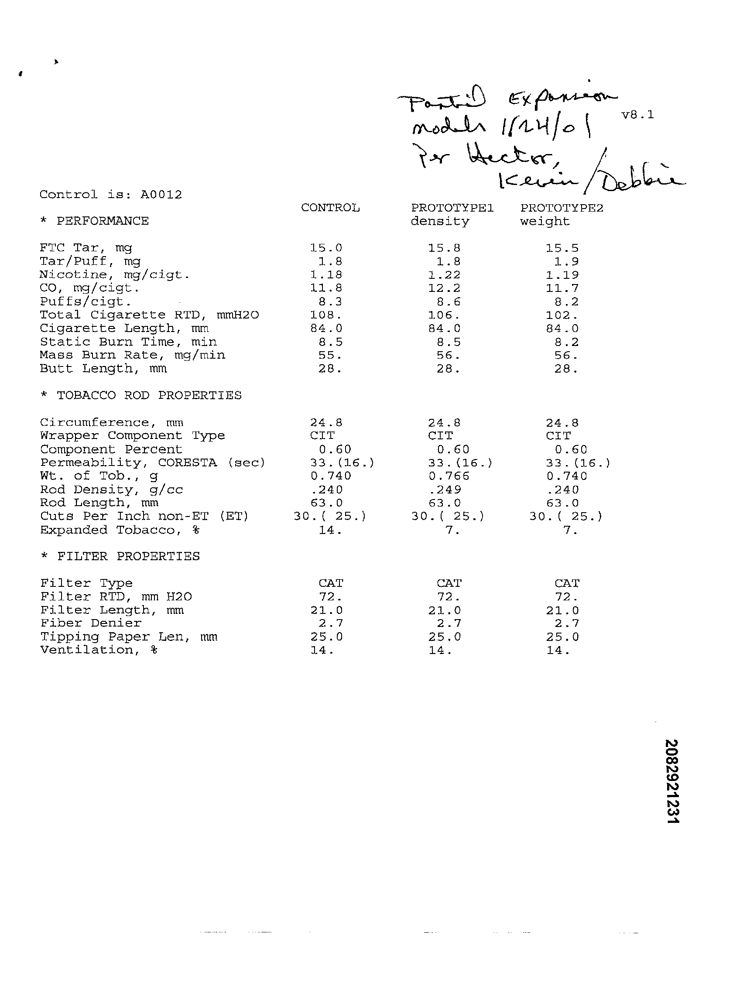 Partial Expansion
models 1/24/01
v8.1
Per Hector,
Kevin/Debbie
Control is: A0012
CONTROL PROTOTYPE1 PROTOTYPE2
* PERFORMANCE density weight
FTC Tar, mg 15.0 15.8 15.5
Tar/Puff, mg 1.8 1.8 1.9
Nicotine, mg/cigt. 1.18 1.22 1.19
CO, mg/cigt. 11.8 12.2 11.7
Puffs/cigt. 8.3 8.6 8.2
Total Cigarette RTD, mmH2O 108. 106. 102.
Cigarette Length, mm 84.0 84.0 84.0
Static Burn Time, min 8.5 8.5 8.2
Mass Burn Rate, mg/min 55. 56. 56.
Butt Length, mm 28. 28. 28.
* TOBACCO ROD PROPERTIES
Circumference, mm 24.8 24.8 24.8
Wrapper Component Type CIT CIT CIT
Component Percent 0.60 0.60 0.60
Permeability, CORESTA (sec) 33.(16.) 33.(16.) 33.(16.)
Wt. of Tob., g 0.740 0.766 0.740
Rod Density, g/cc .240 .249 .240
Rod Length, mm 63.0 63.0 63.0
Cuts Per Inch non-ET (ET) 30.( 25.) 30.( 25.) 30.( 25.)
Expanded Tobacco, % 14. 7. 7.
* FILTER PROPERTIES
Filter Type CAT CAT CAT
Filter RTD, mm H2O 72. 72. 72.
Filter Length, mm 21.0 21.0 21.0
Fiber Denier 2.7 2.7 2.7
Tipping Paper Len, mm 25.0 25.0 25.0
Ventilation, % 14. 14. 14.
2082921231